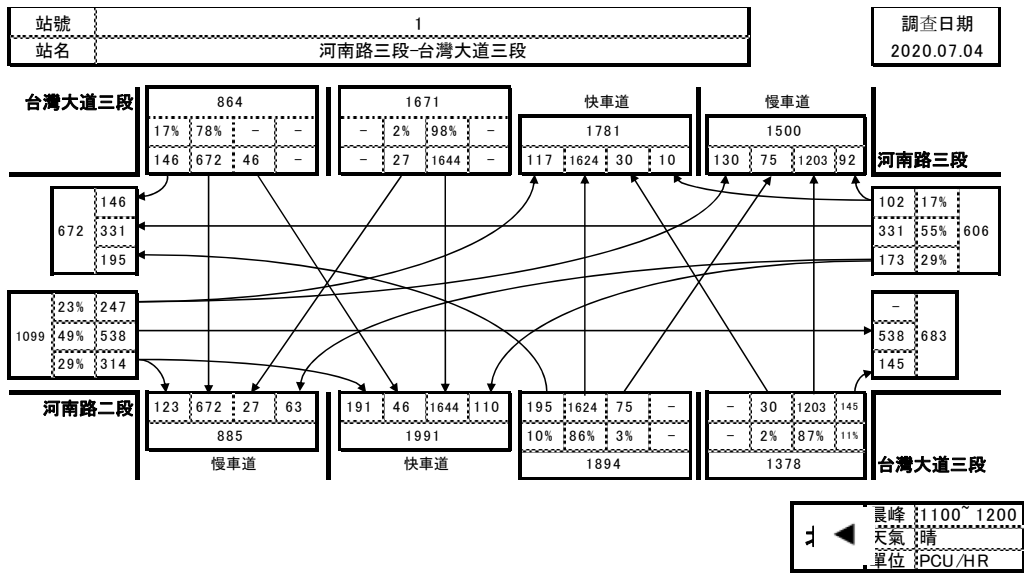 站號 1
站名 河南路三段-台灣大道三段
調查日期
2020.07.04
台灣大道三段
864
17% 78% - -
146 672 46 -
1671
- 2% 98% -
- 27 1644 -
快車道
1781
117 1624 30 10
慢車道
1500
130 75 1203 92
河南路三段
672
146
331
195
102 17%
331 55%
173 29%
606
1099
23% 247
49% 538
29% 314
-
538
145
683
河南路二段
123 672 27 63
885
慢車道
191 46 1644 110
1991
快車道
195 1624 75 -
10% 86% 3% -
1894
- 30 1203 145
- 2% 87% 11%
1378
台灣大道三段
晨峰 1100~1200
天氣 晴
單位 PCU/HR